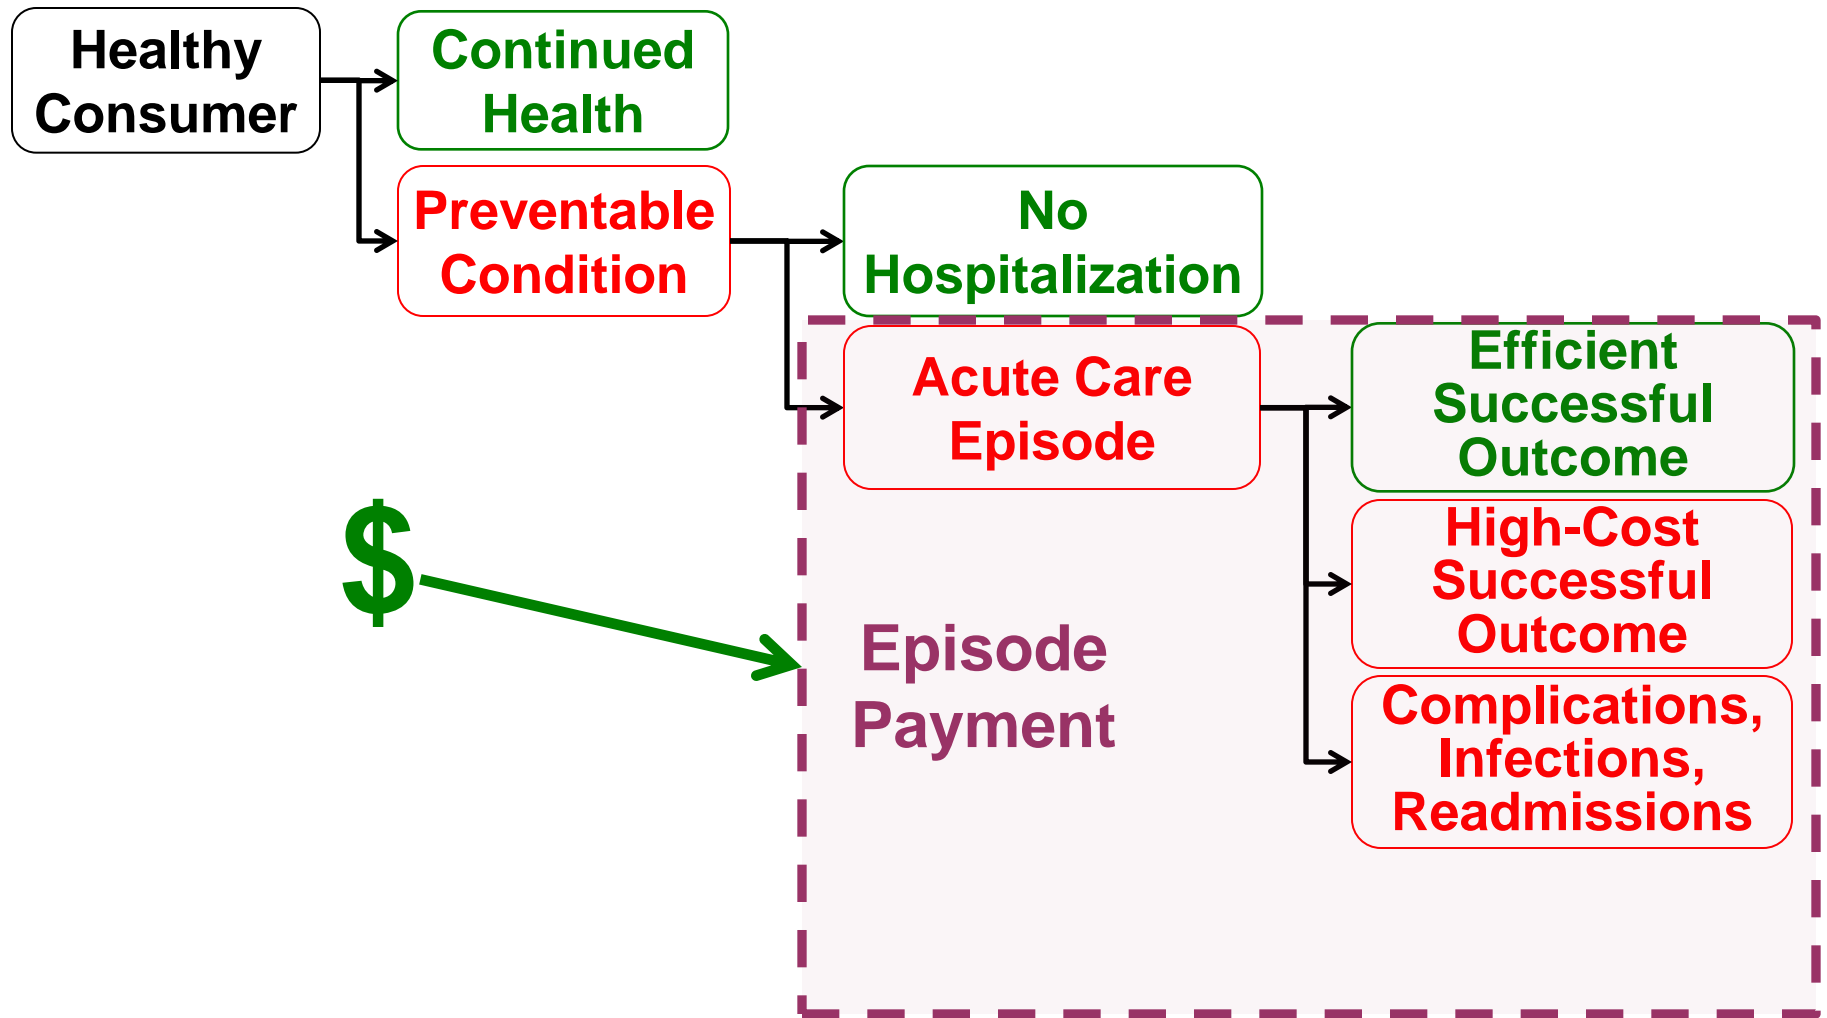 Healthy
Consumer
Continued
Health
Preventable
Condition
No
Hospitalization
Acute Care
Episode
Efficient
Successful
Outcome
High-Cost
Successful
Outcome
Complications,
Infections,
Readmissions
$
Episode
Payment